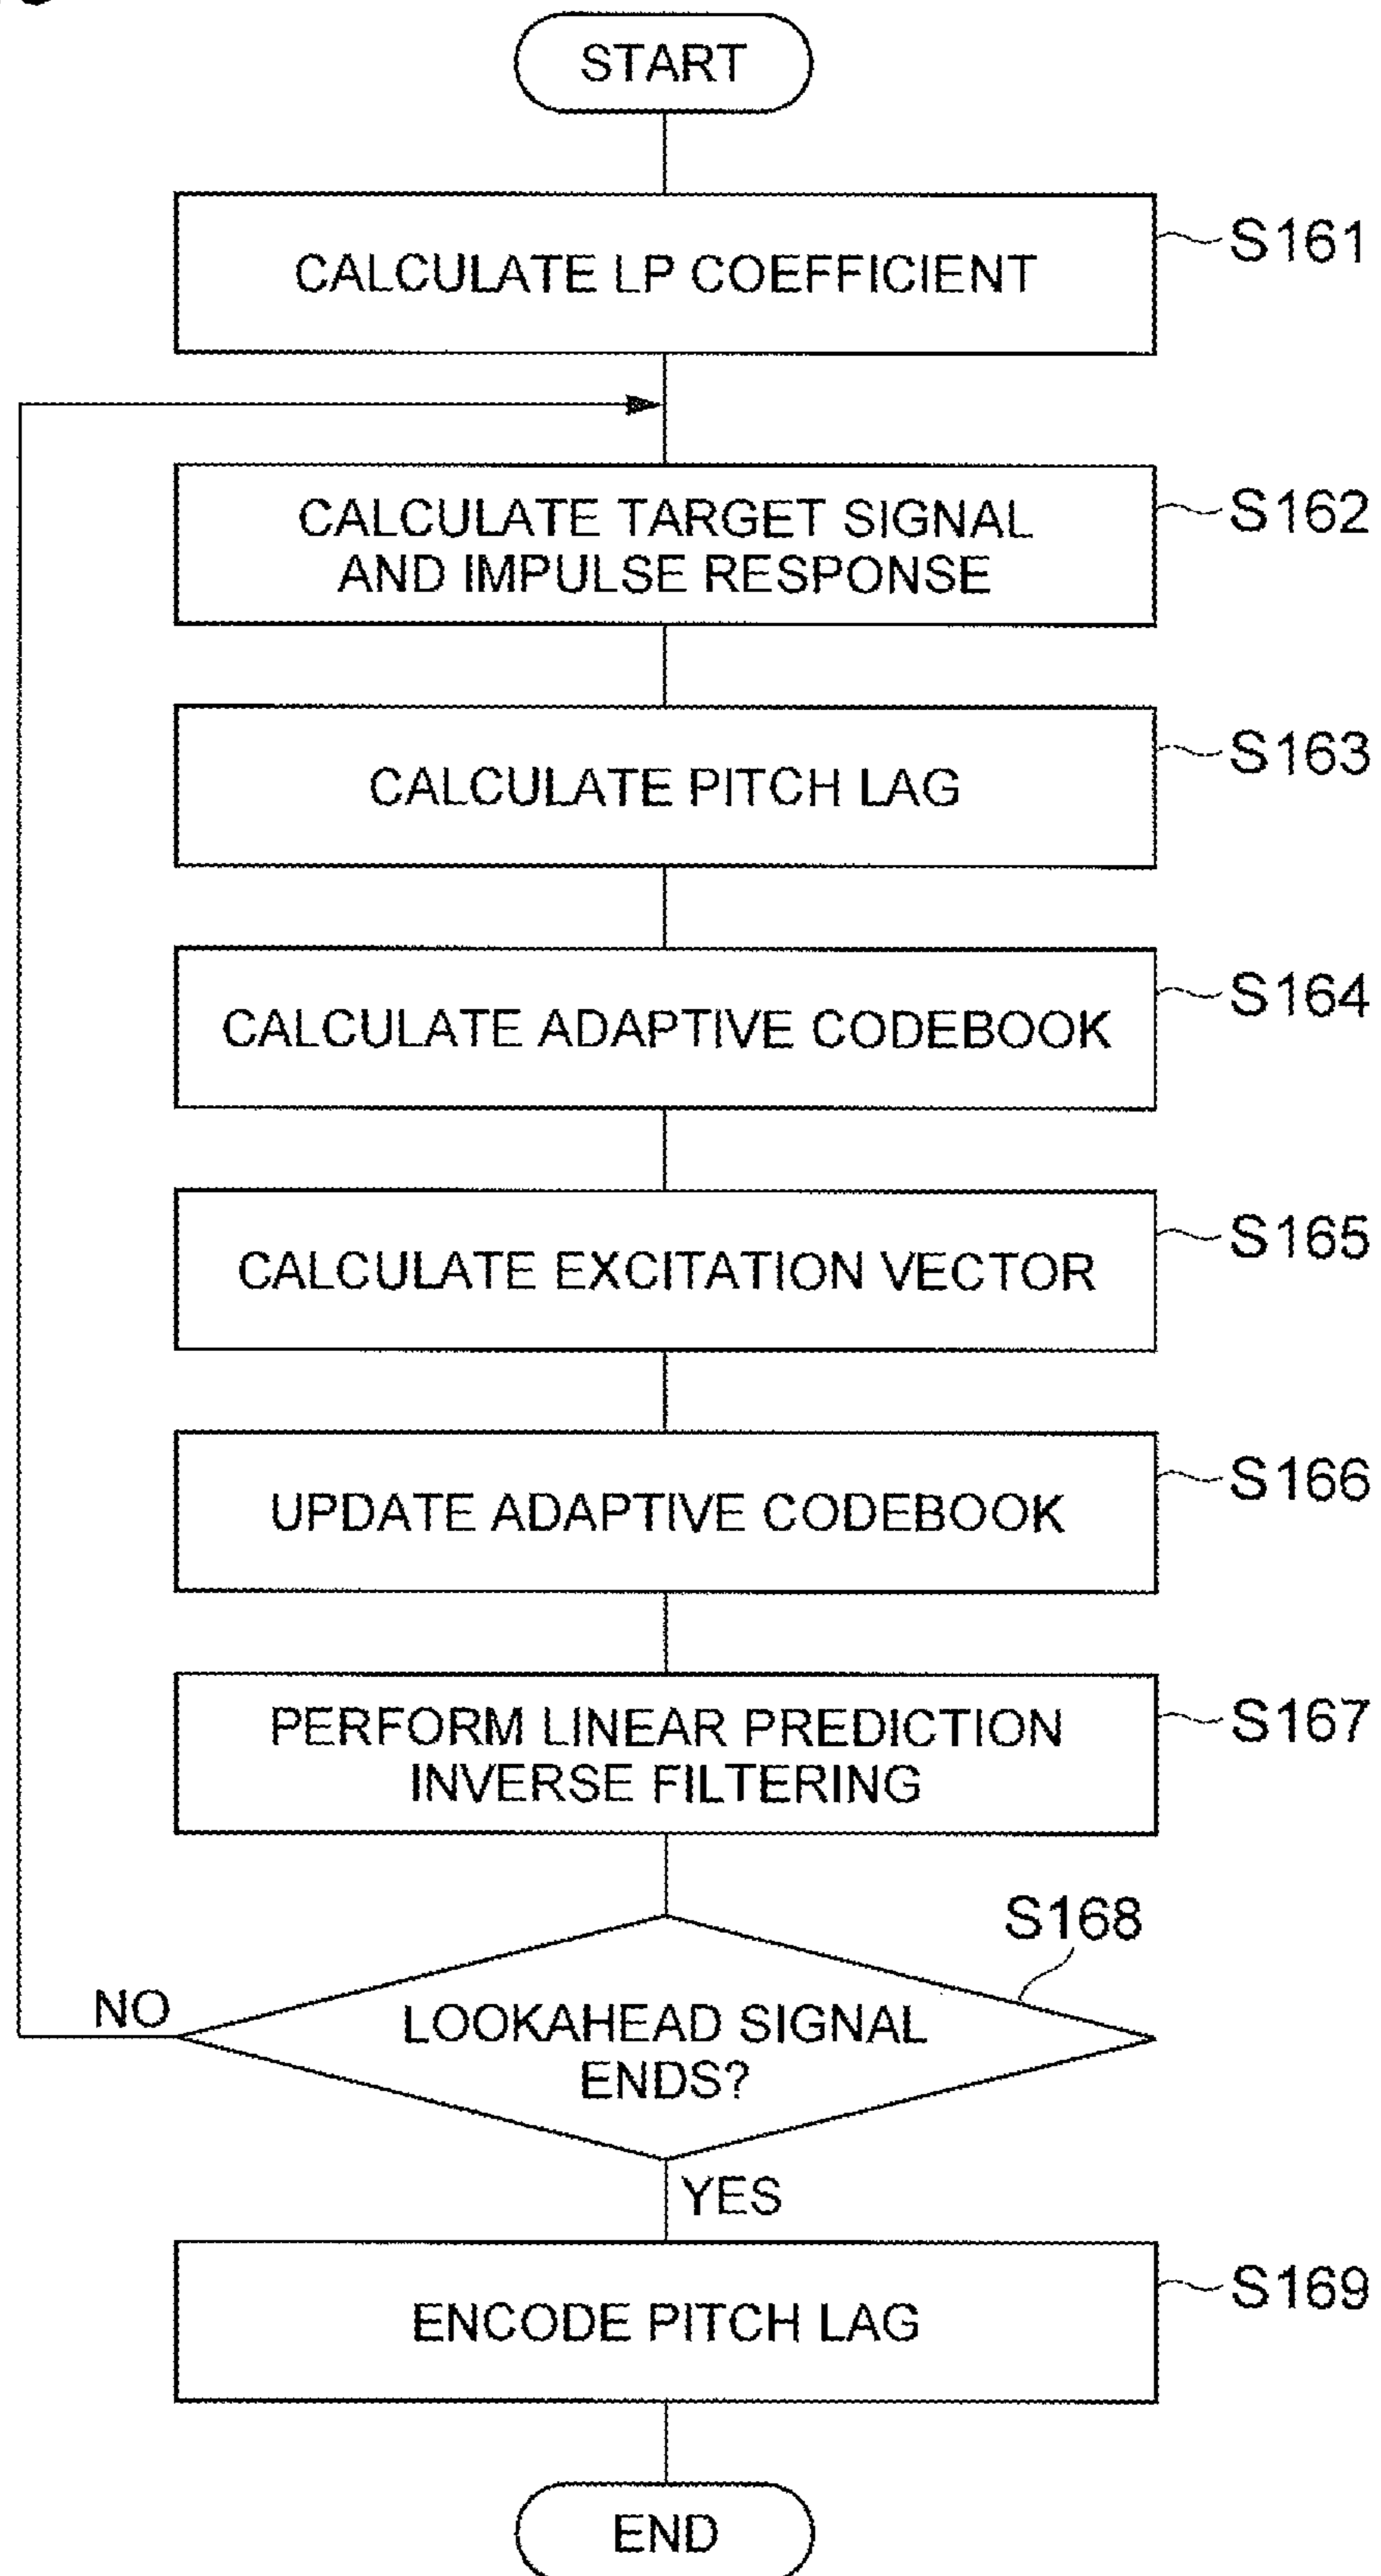 START
CALCULATE LP COEFFICIENT
S161
CALCULATE TARGET SIGNAL
AND IMPULSE RESPONSE
S162
CALCULATE PITCH LAG
S163
CALCULATE ADAPTIVE CODEBOOK
S164
CALCULATE EXCITATION VECTOR
S165
UPDATE ADAPTIVE CODEBOOK
S166
PERFORM LINEAR PREDICTION
INVERSE FILTERING
S167
S168
NO
LOOKAHEAD SIGNAL
ENDS?
YES
ENCODE PITCH LAG
S169
END